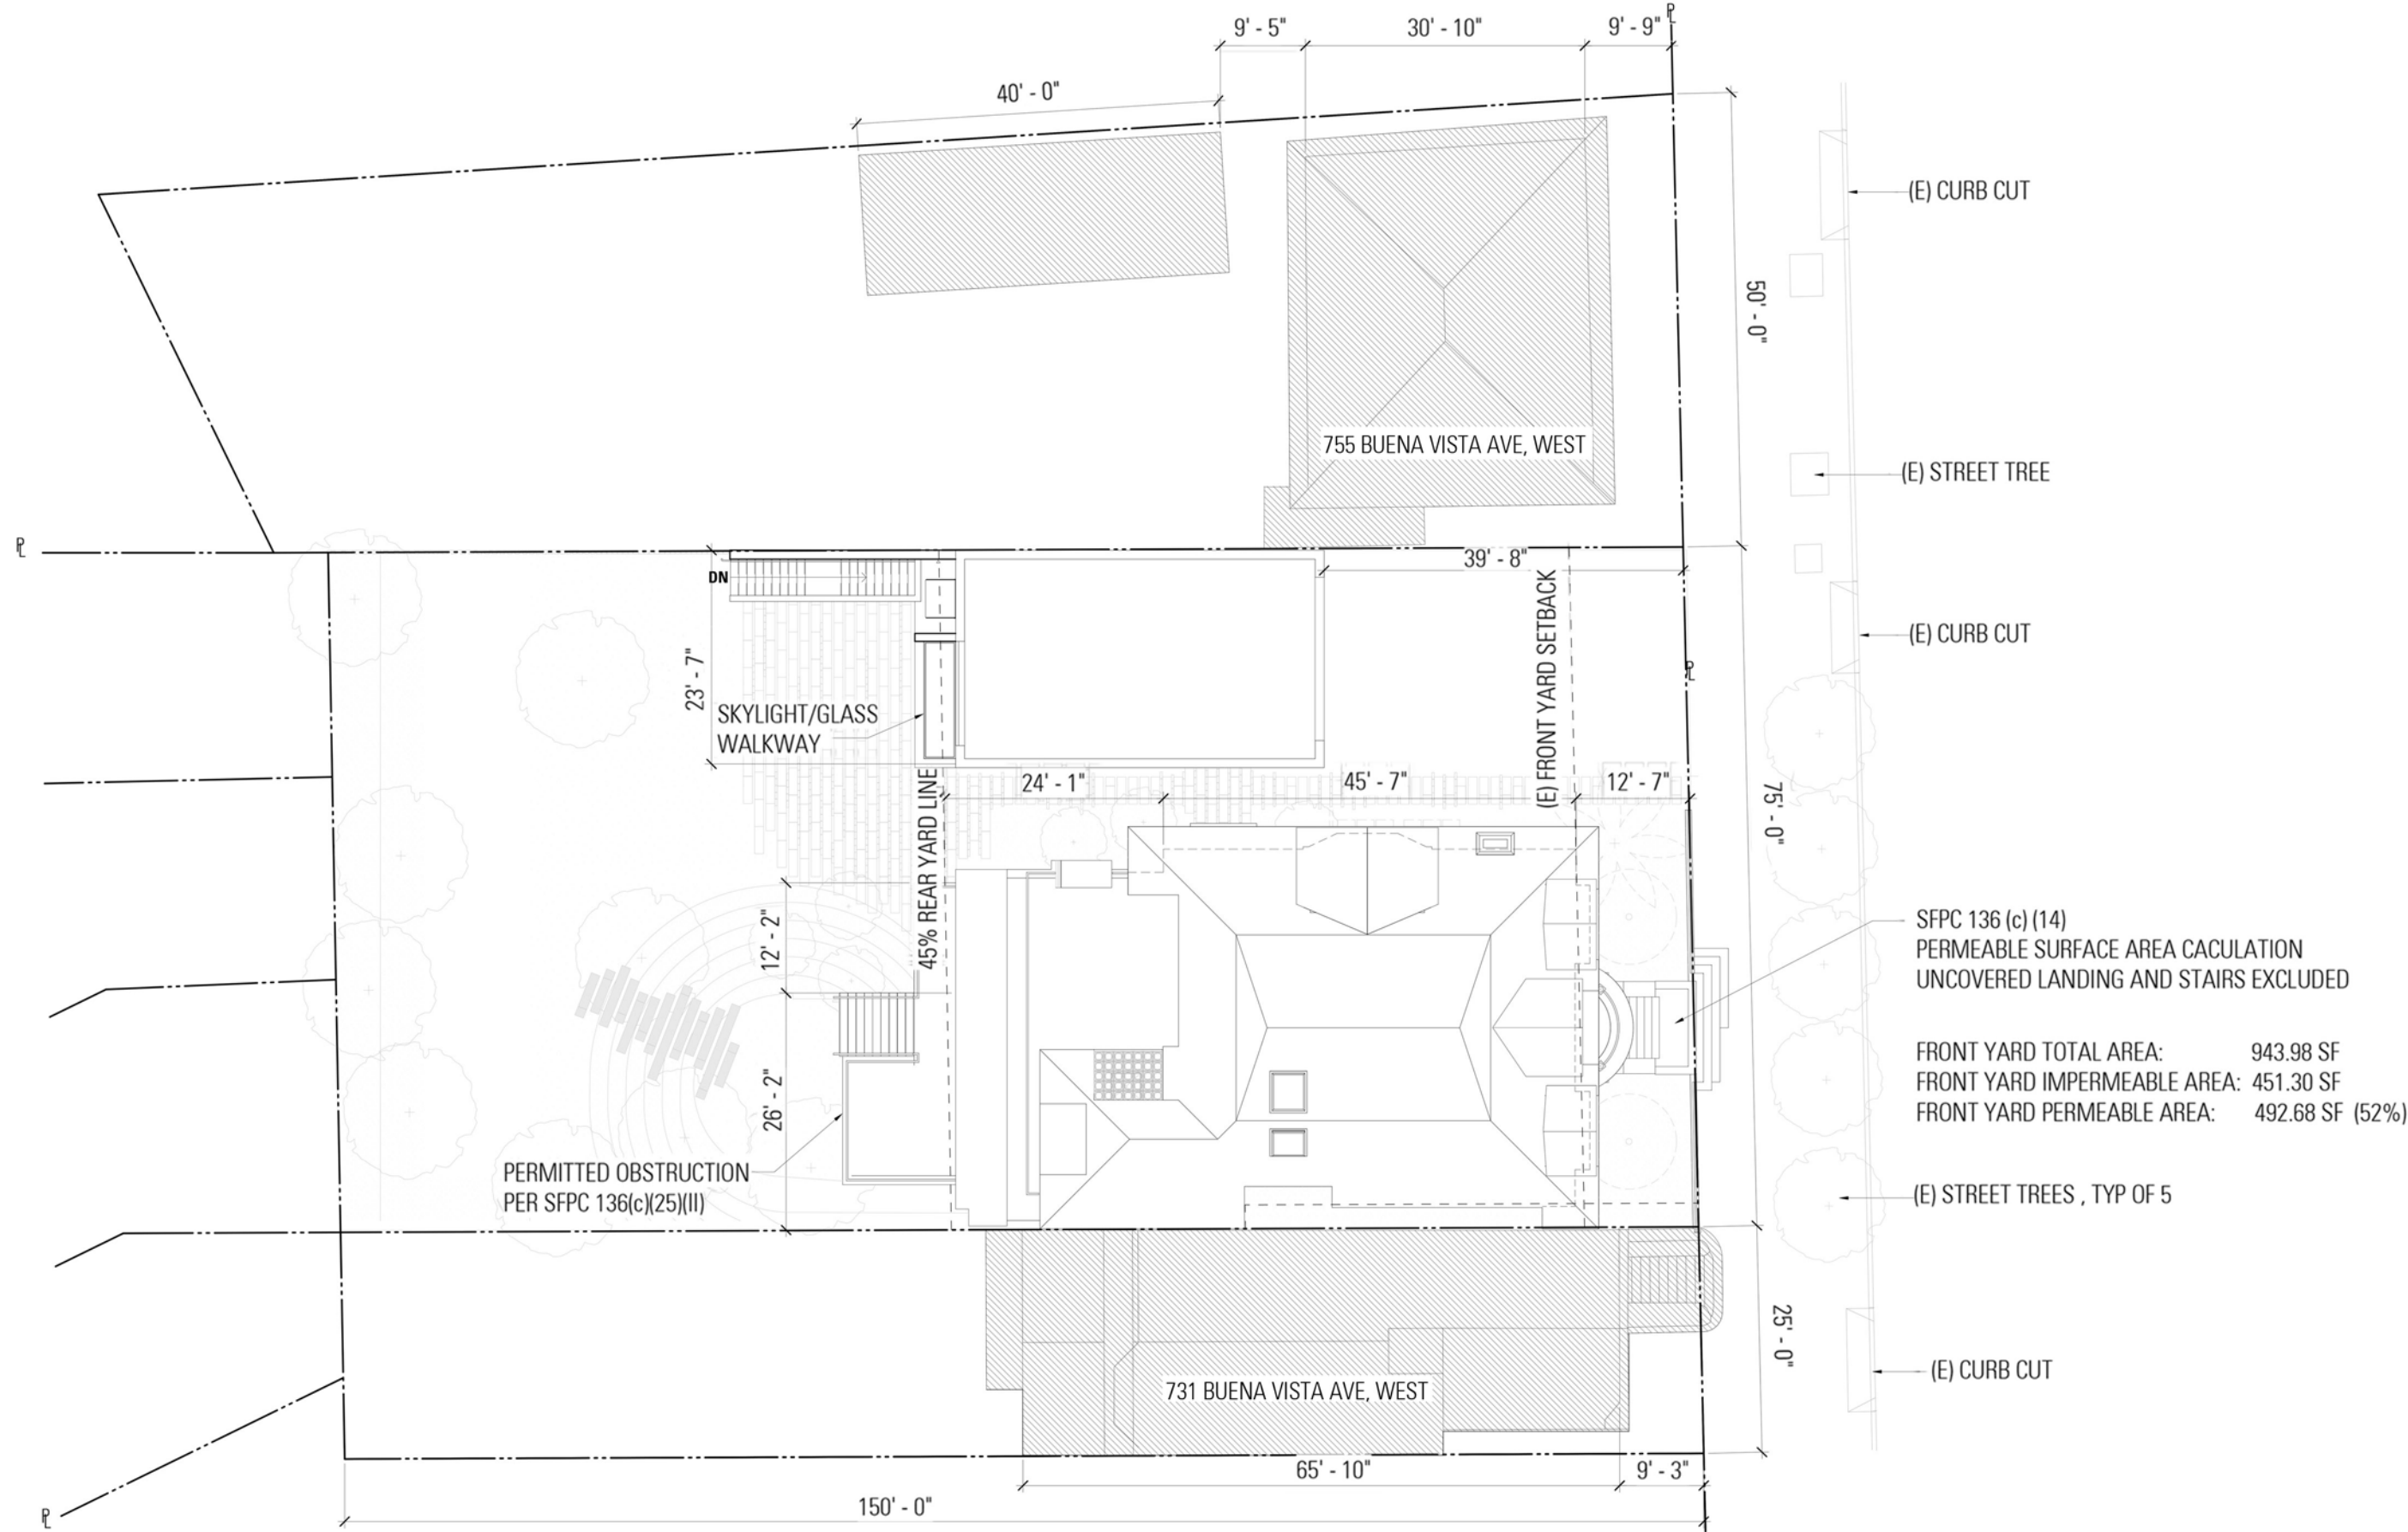 9' - 5"
30' - 10"
9' - 9"
PL
40' - 0"
(E) CURB CUT
50' - 0"
755 BUENA VISTA AVE, WEST
(E) STREET TREE
PL
39' - 8"
DN
(E) FRONT YARD SETBACK
(E) CURB CUT
23' - 7"
PL
SKYLIGHT/GLASS
WALKWAY
24' - 1"
45' - 7"
12' - 7"
75' - 0"
45% REAR YARD LINE
12' - 2"
SFPC 136 (c) (14)
PERMEABLE SURFACE AREA CACULATION
UNCOVERED LANDING AND STAIRS EXCLUDED
FRONT YARD TOTAL AREA: 943.98 SF
FRONT YARD IMPERMEABLE AREA: 451.30 SF
FRONT YARD PERMEABLE AREA: 492.68 SF (52%)
26' - 2"
PERMITTED OBSTRUCTION
PER SFPC 136(c)(25)(II)
(E) STREET TREES , TYP OF 5
25' - 0"
731 BUENA VISTA AVE, WEST
(E) CURB CUT
65' - 10"
9' - 3"
150' - 0"
PL